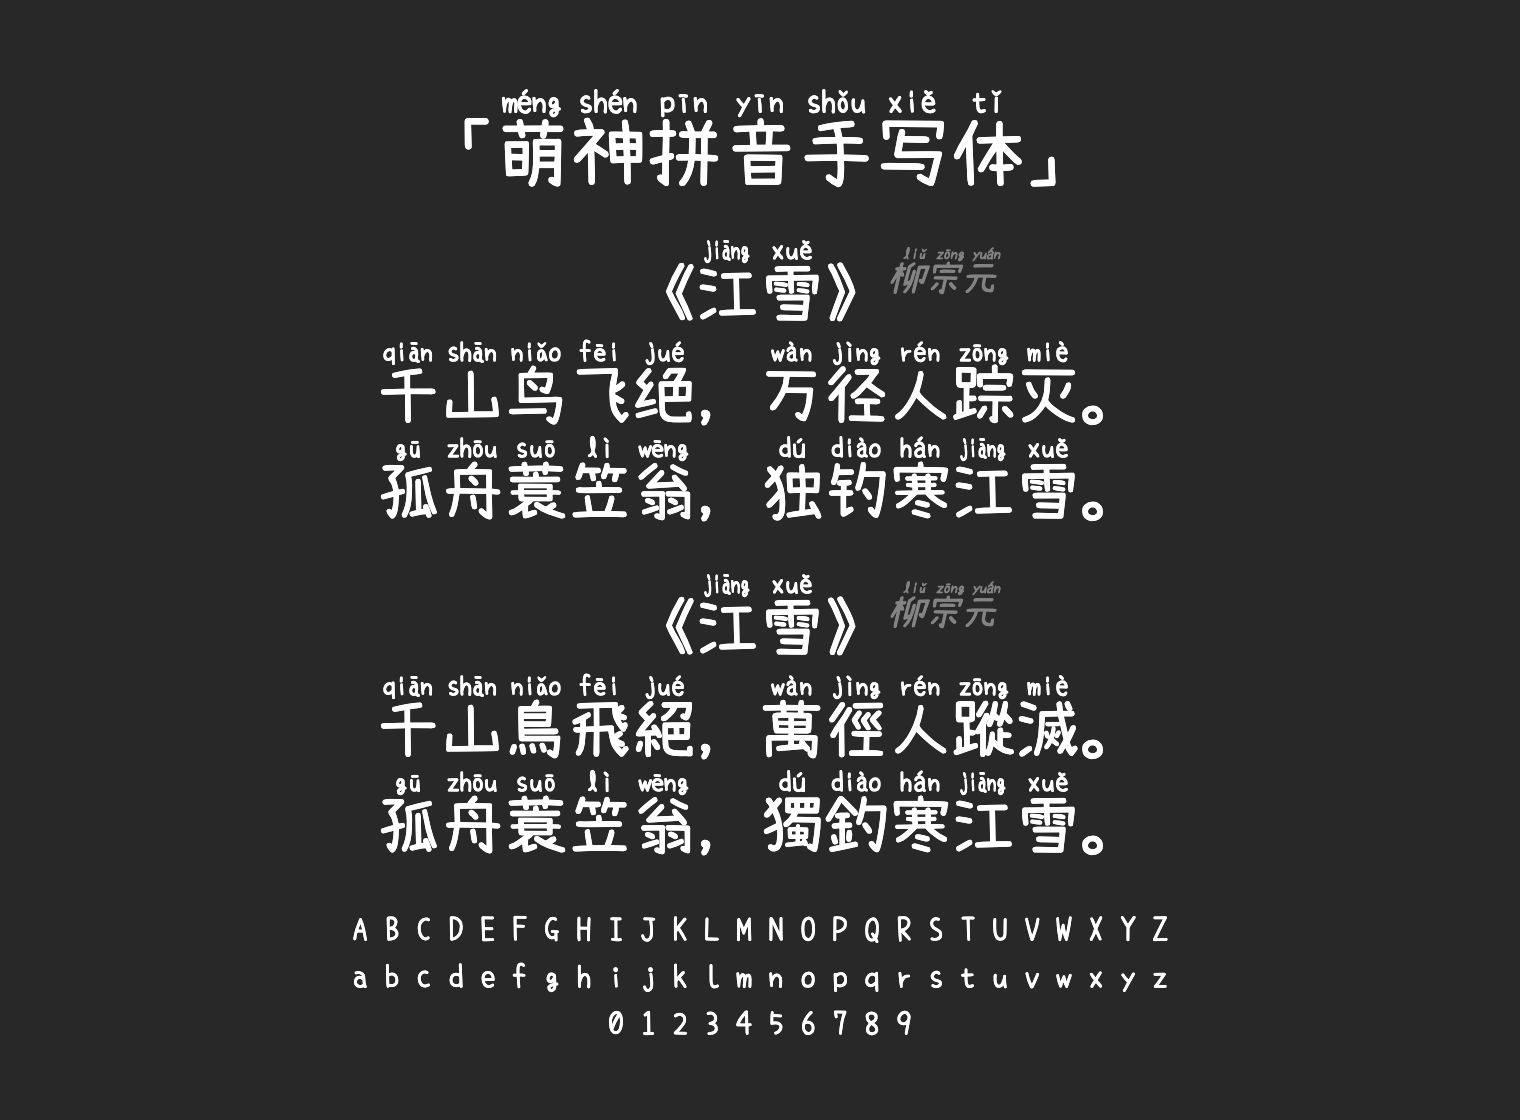 méng shén pīn yīn shǒu xiě tǐ
「萌神拼音手写体」
jiāng xuě liǔ zōng yuán
《江雪》 柳宗元
qiān shān niǎo fēi jué wàn jìng rén zōng miè
千山鸟飞绝，万径人踪灭。
gū zhōu suō lì wēng dú diào hán jiāng xuě
孤舟蓑笠翁，独钓寒江雪。
jiāng xuě liǔ zōng yuán
《江雪》 柳宗元
qiān shān niǎo fēi jué wàn jìng rén zōng miè
千山鳥飛絕，萬徑人蹤滅。
gū zhōu suō lì wēng dú diào hán jiāng xuě
孤舟蓑笠翁，獨釣寒江雪。
A B C D E F G H I J K L M N O P Q R S T U V W X Y Z
a b c d e f g h i j k l m n o p q r s t u v w x y z
0 1 2 3 4 5 6 7 8 9